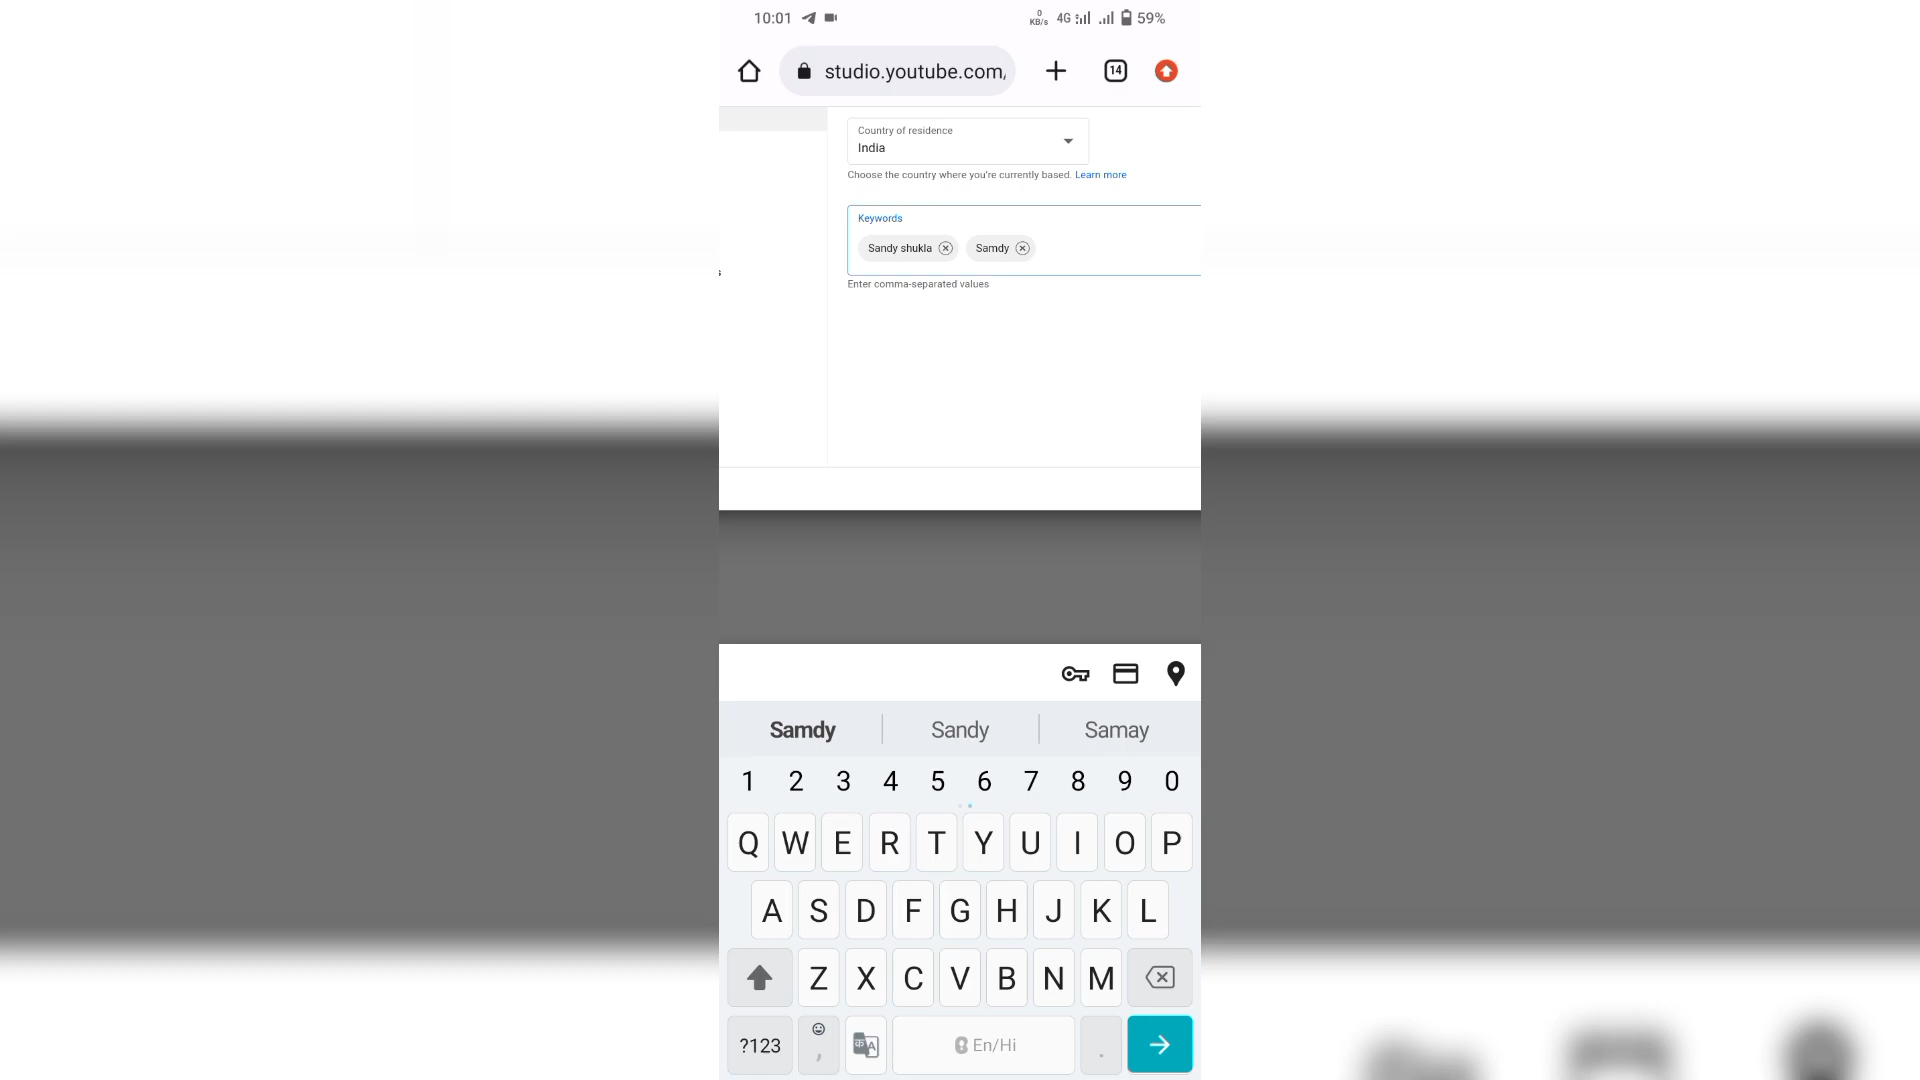 10:01 0 KB/s 4G 59%
studio.youtube.com, 14
Country of residence
India
Choose the country where you're currently based. Learn more
Keywords
Sandy shukla Samdy
s
Enter comma-separated values
Samdy Sandy Samay
1 2 3 4 5 6 7 8 9 0
Q W E R T Y U I O P
A S D F G H J K L
Z X C V B N M
?123 , क A En/Hi .